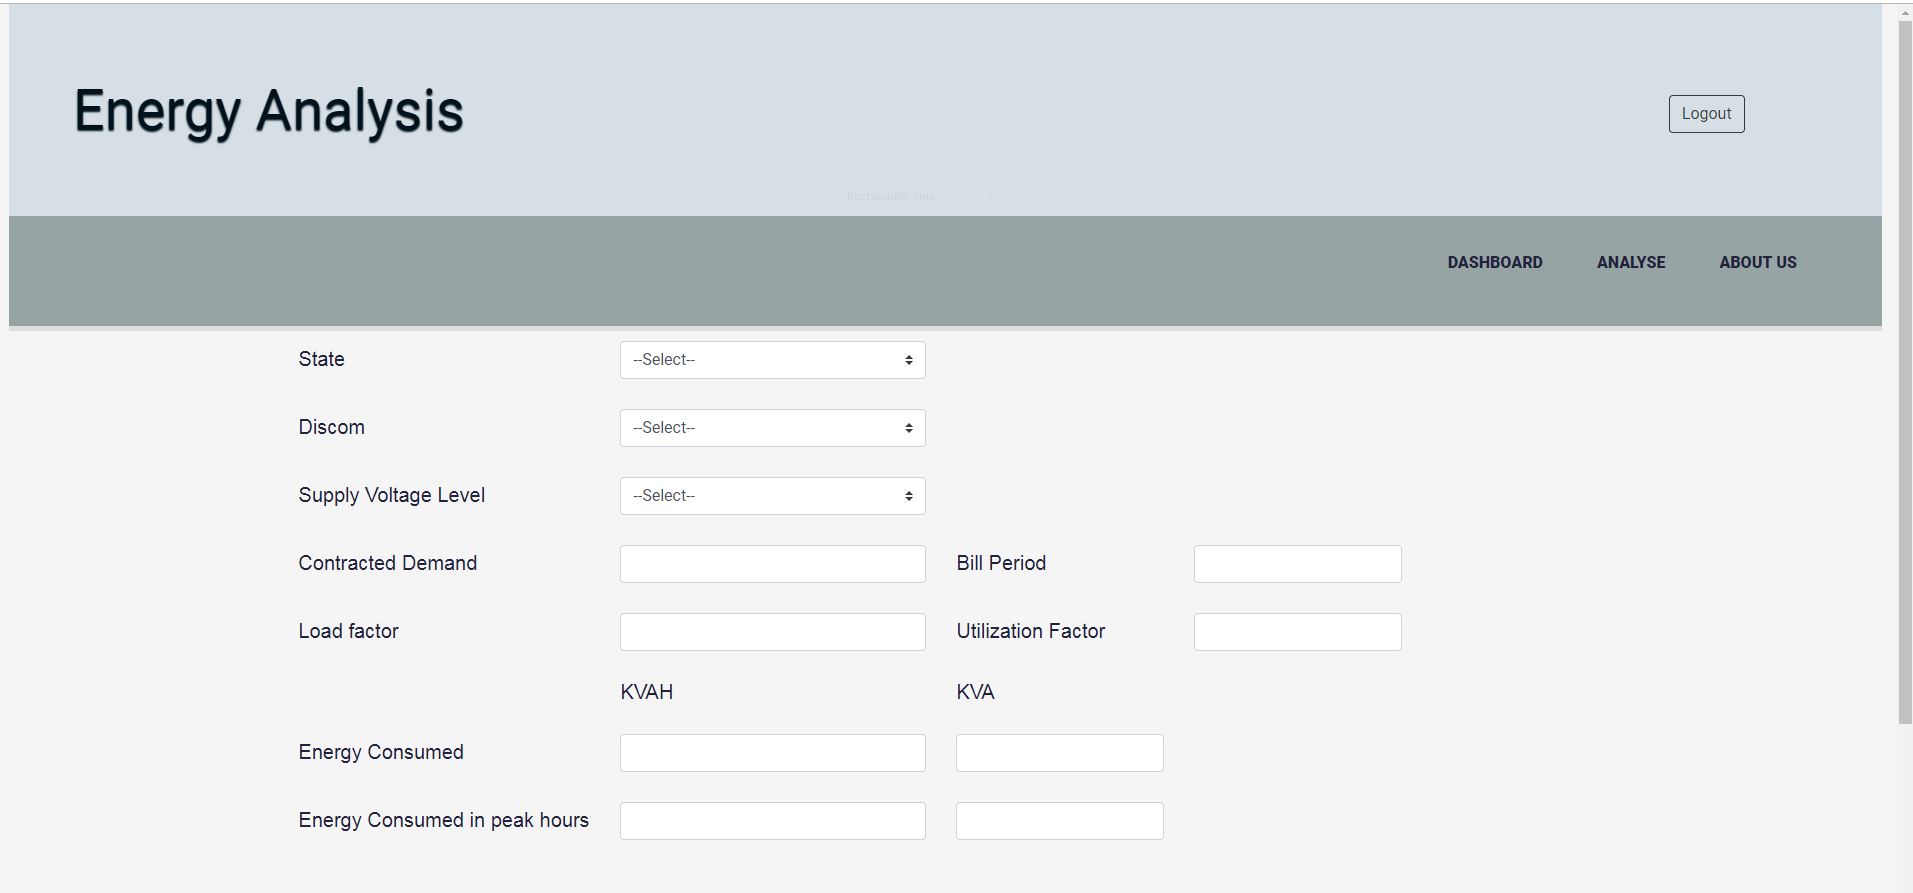 Energy Analysis
Logout
Rectangular Snip
DASHBOARD ANALYSE ABOUT US
State --Select--
Discom --Select--
Supply Voltage Level --Select--
Contracted Demand Bill Period
Load factor Utilization Factor
KVAH KVA
Energy Consumed
Energy Consumed in peak hours